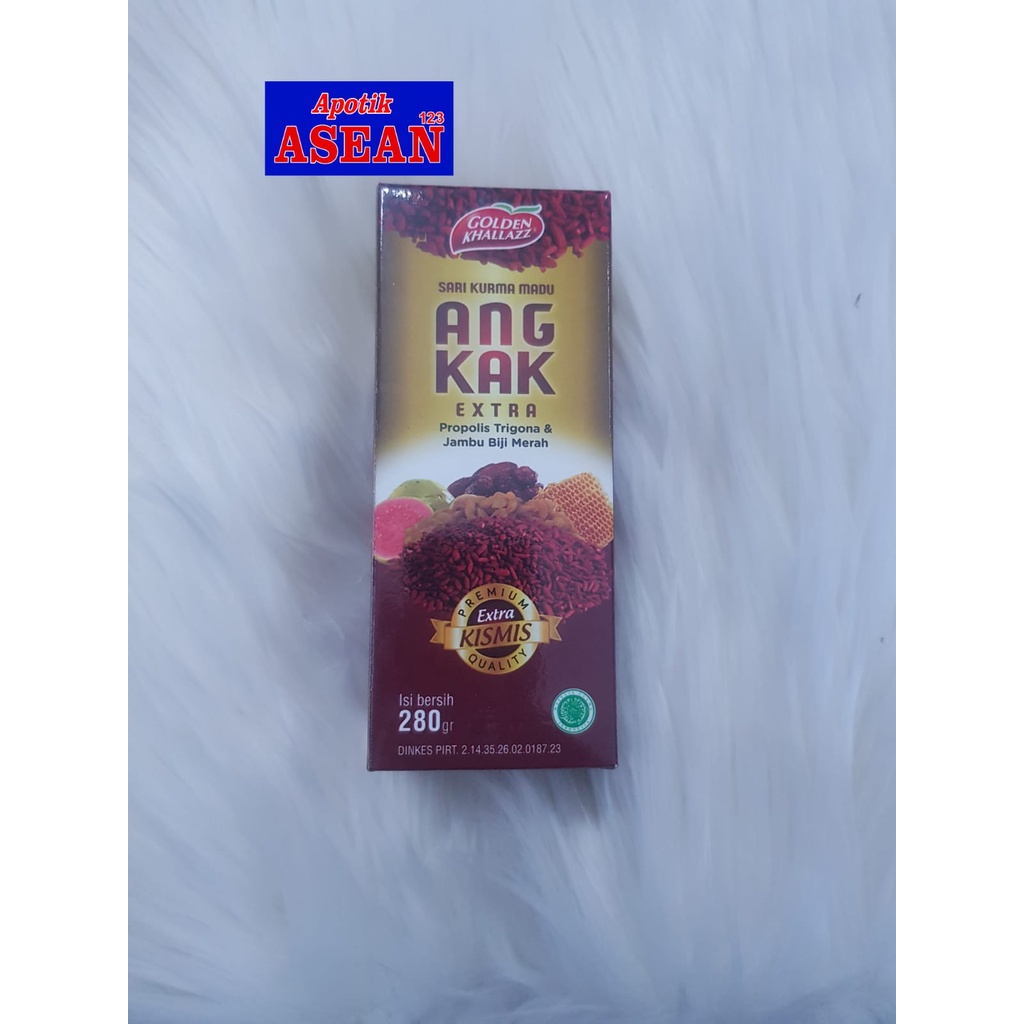 Apotik
123
ASEAN
GOLDEN
KHALLAZZ
SARI KURMA MADU
ANG
KAK
EXTRA
Propolis Trigona &
Jambu Biji Merah
PREMIUM
Extra
KISMIS
QUALITY
Isi bersih
280gr
DINKES PIRT. 2.14.35.26.02.0187.23